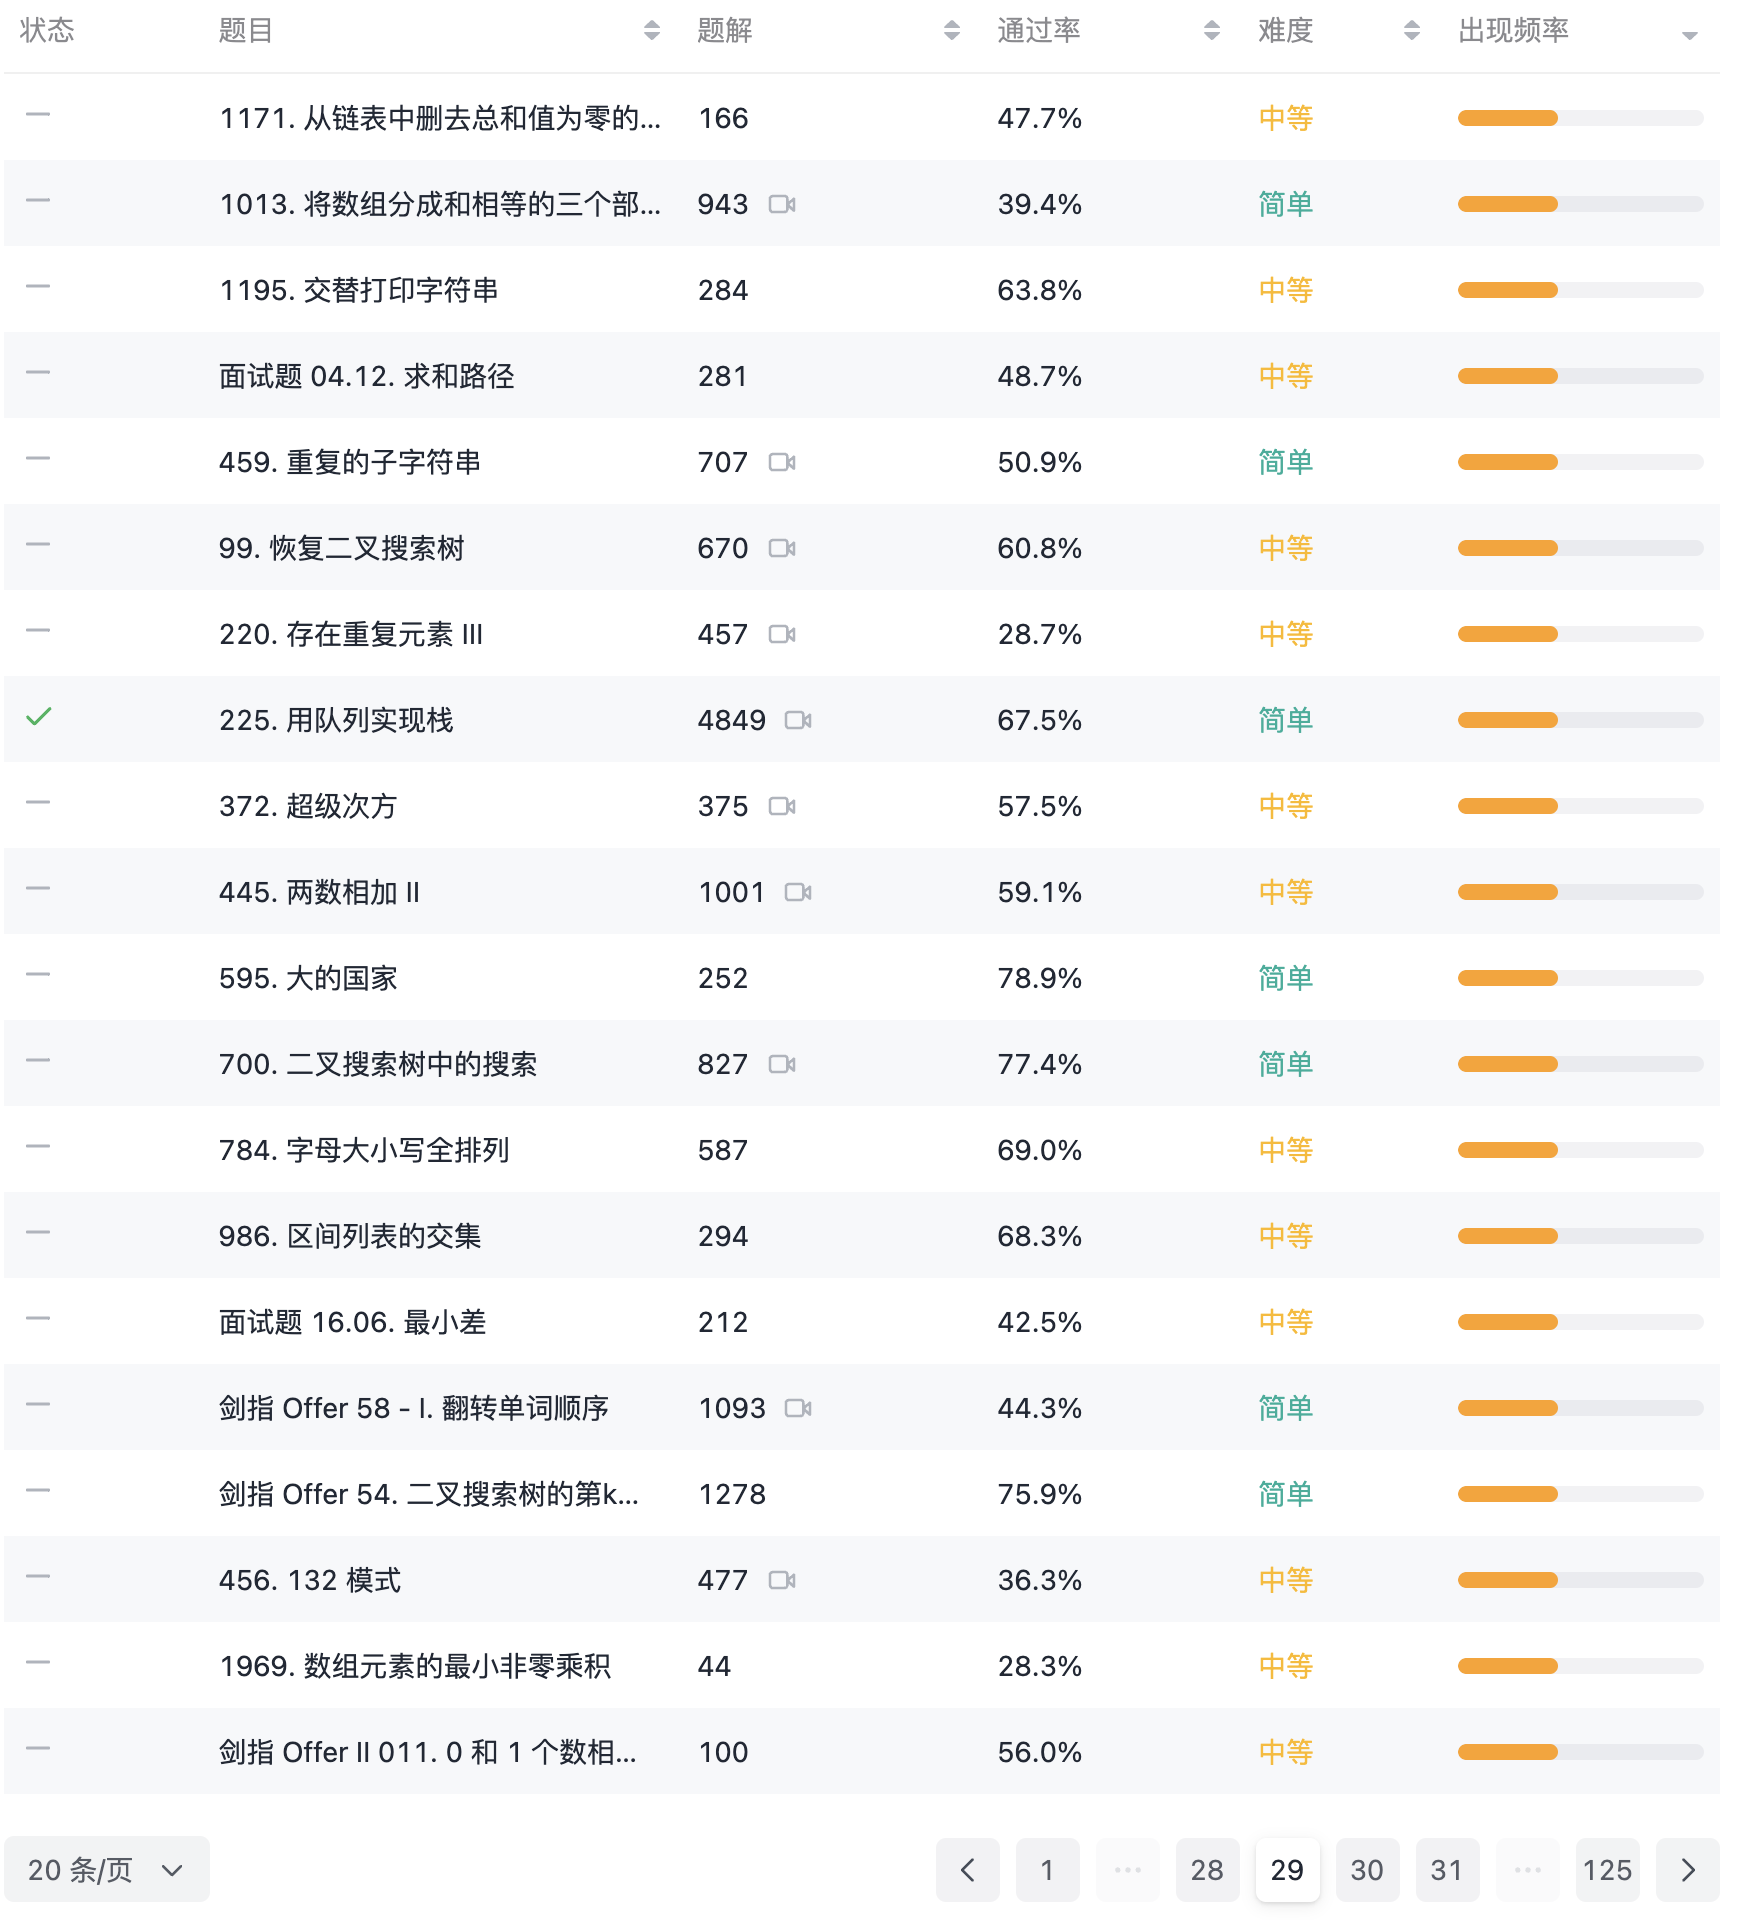 状态 题目 题解 通过率 难度 出现频率
1171. 从链表中删去总和值为零的... 166 47.7% 中等
1013. 将数组分成和相等的三个部... 943 39.4% 简单
1195. 交替打印字符串 284 63.8% 中等
面试题 04.12. 求和路径 281 48.7% 中等
459. 重复的子字符串 707 50.9% 简单
99. 恢复二叉搜索树 670 60.8% 中等
220. 存在重复元素 III 457 28.7% 中等
225. 用队列实现栈 4849 67.5% 简单
372. 超级次方 375 57.5% 中等
445. 两数相加 II 1001 59.1% 中等
595. 大的国家 252 78.9% 简单
700. 二叉搜索树中的搜索 827 77.4% 简单
784. 字母大小写全排列 587 69.0% 中等
986. 区间列表的交集 294 68.3% 中等
面试题 16.06. 最小差 212 42.5% 中等
剑指 Offer 58 - I. 翻转单词顺序 1093 44.3% 简单
剑指 Offer 54. 二叉搜索树的第k... 1278 75.9% 简单
456. 132 模式 477 36.3% 中等
1969. 数组元素的最小非零乘积 44 28.3% 中等
剑指 Offer II 011. 0 和 1 个数相... 100 56.0% 中等
20 条/页 1 ... 28 29 30 31 ... 125